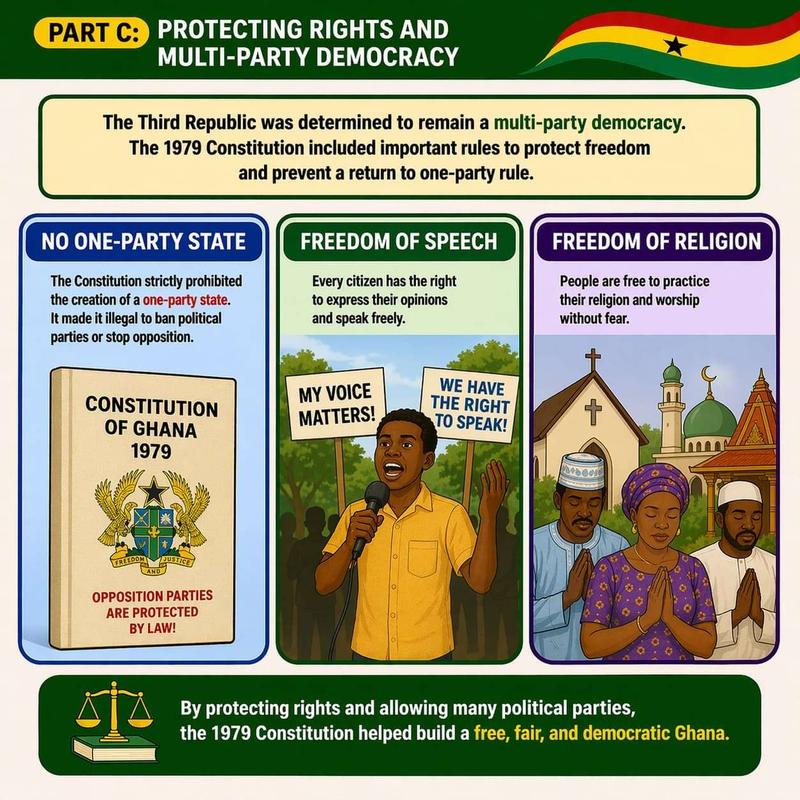 PART C: PROTECTING RIGHTS AND
MULTI-PARTY DEMOCRACY
The Third Republic was determined to remain a multi-party democracy.
The 1979 Constitution included important rules to protect freedom
and prevent a return to one-party rule.
NO ONE-PARTY STATE
The Constitution strictly prohibited
the creation of a one-party state.
It made it illegal to ban political
parties or stop opposition.
CONSTITUTION
OF GHANA
1979
FREEDOM AND JUSTICE
OPPOSITION PARTIES
ARE PROTECTED
BY LAW!
FREEDOM OF SPEECH
Every citizen has the right
to express their opinions
and speak freely.
MY VOICE
MATTERS!
WE HAVE
THE RIGHT
TO SPEAK!
FREEDOM OF RELIGION
People are free to practice
their religion and worship
without fear.
By protecting rights and allowing many political parties,
the 1979 Constitution helped build a free, fair, and democratic Ghana.